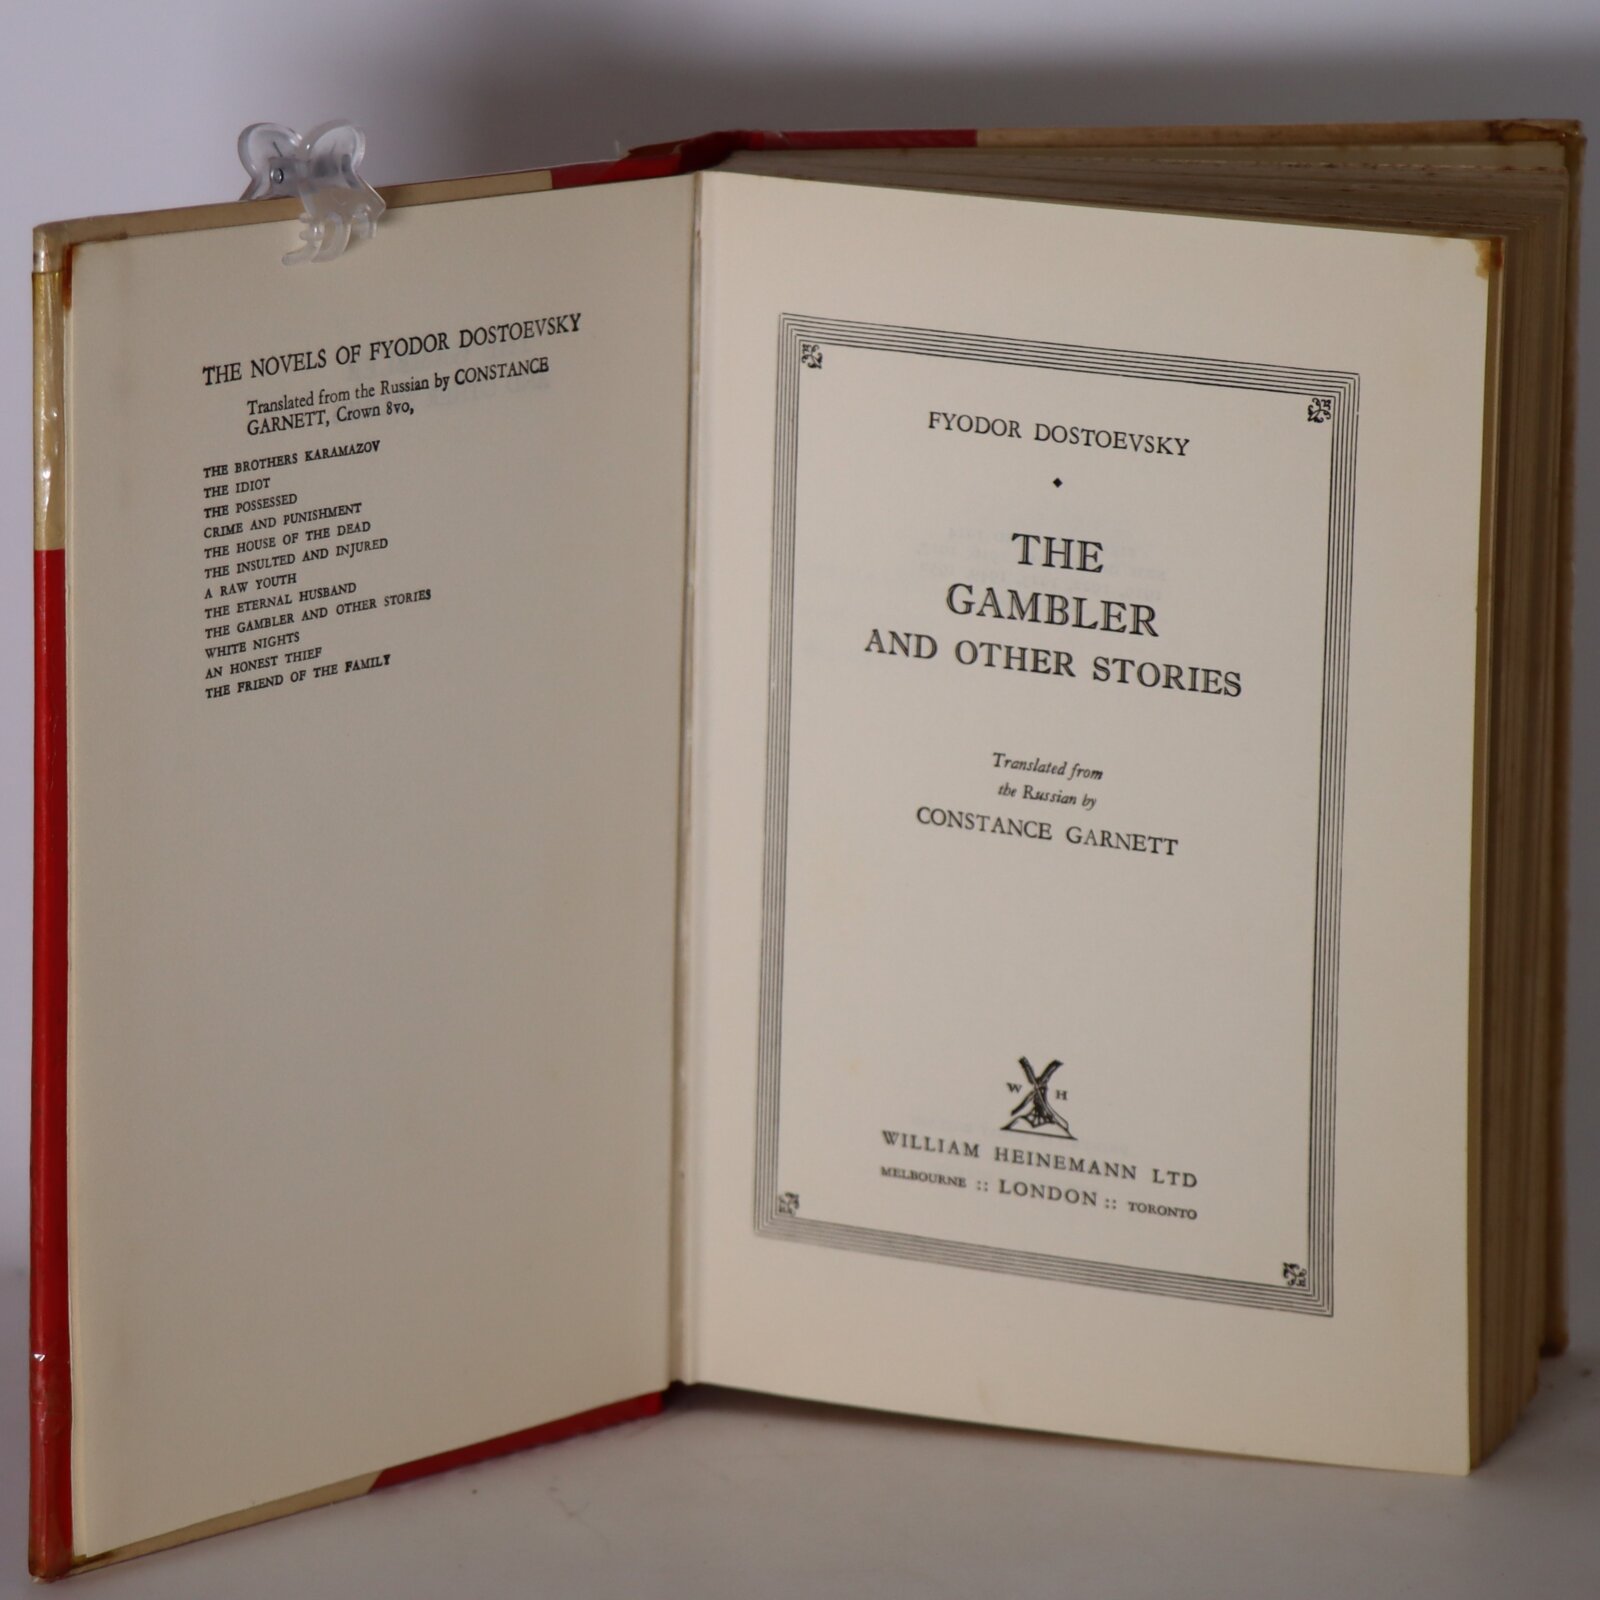 THE NOVELS OF FYODOR DOSTOEVSKY
Translated from the Russian by CONSTANCE
GARNETT, Crown 8vo,
THE BROTHERS KARAMAZOV
THE IDIOT
THE POSSESSED
CRIME AND PUNISHMENT
THE HOUSE OF THE DEAD
THE INSULTED AND INJURED
A RAW YOUTH
THE ETERNAL HUSBAND
THE GAMBLER AND OTHER STORIES
WHITE NIGHTS
AN HONEST THIEF
THE FRIEND OF THE FAMILY
FYODOR DOSTOEVSKY
THE
GAMBLER
AND OTHER STORIES
Translated from
the Russian by
CONSTANCE GARNETT
W H
WILLIAM HEINEMANN LTD
MELBOURNE :: LONDON :: TORONTO